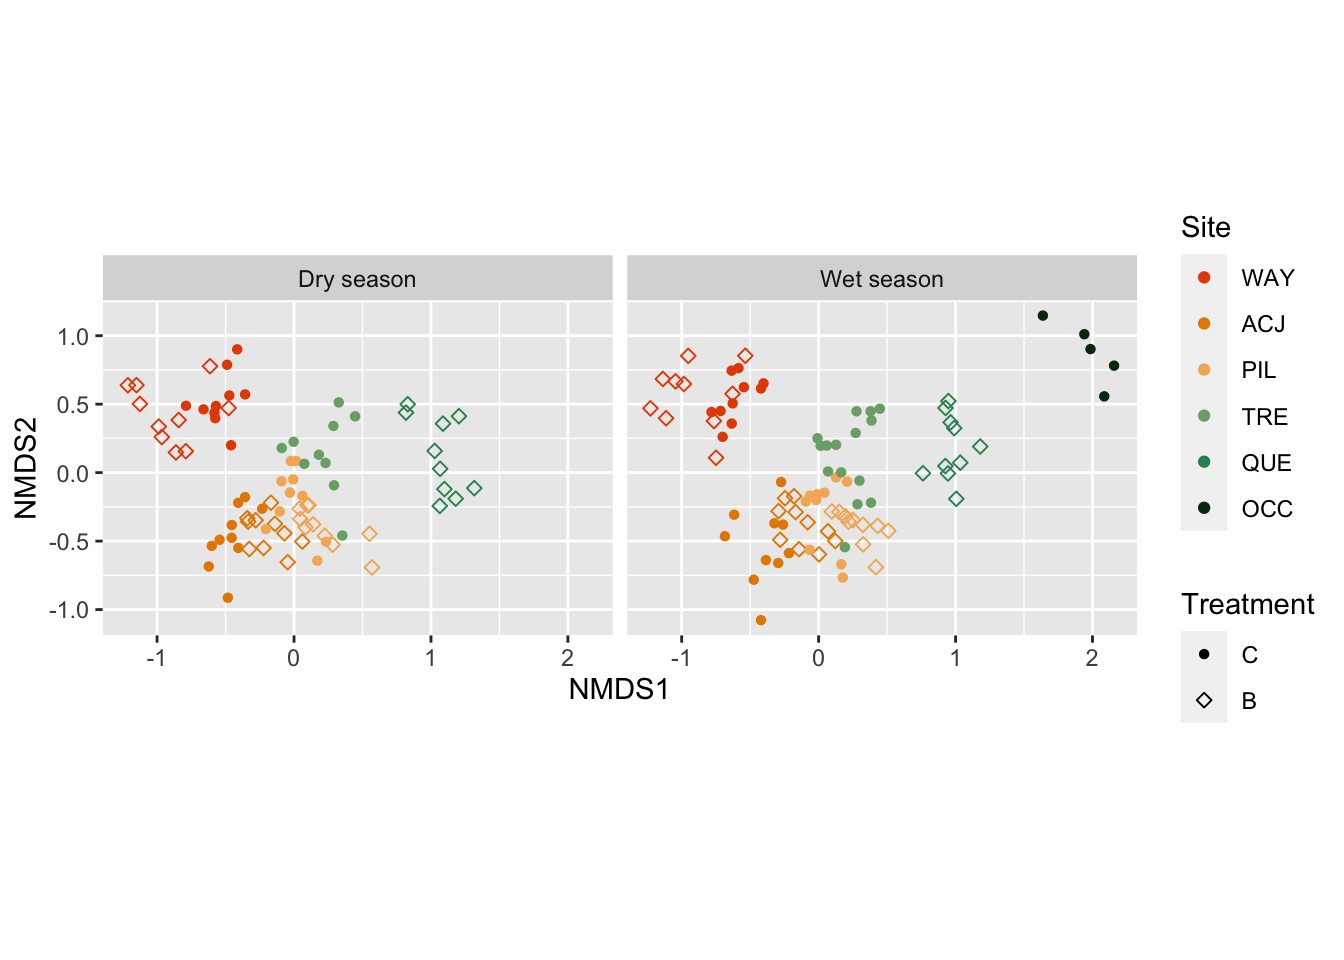 Dry season
Wet season
NMDS2
1.0
0.5
0.0
-0.5
-1.0
-1 0 1 2
-1 0 1 2
NMDS1
Site
WAY
ACJ
PIL
TRE
QUE
OCC
Treatment
C
B